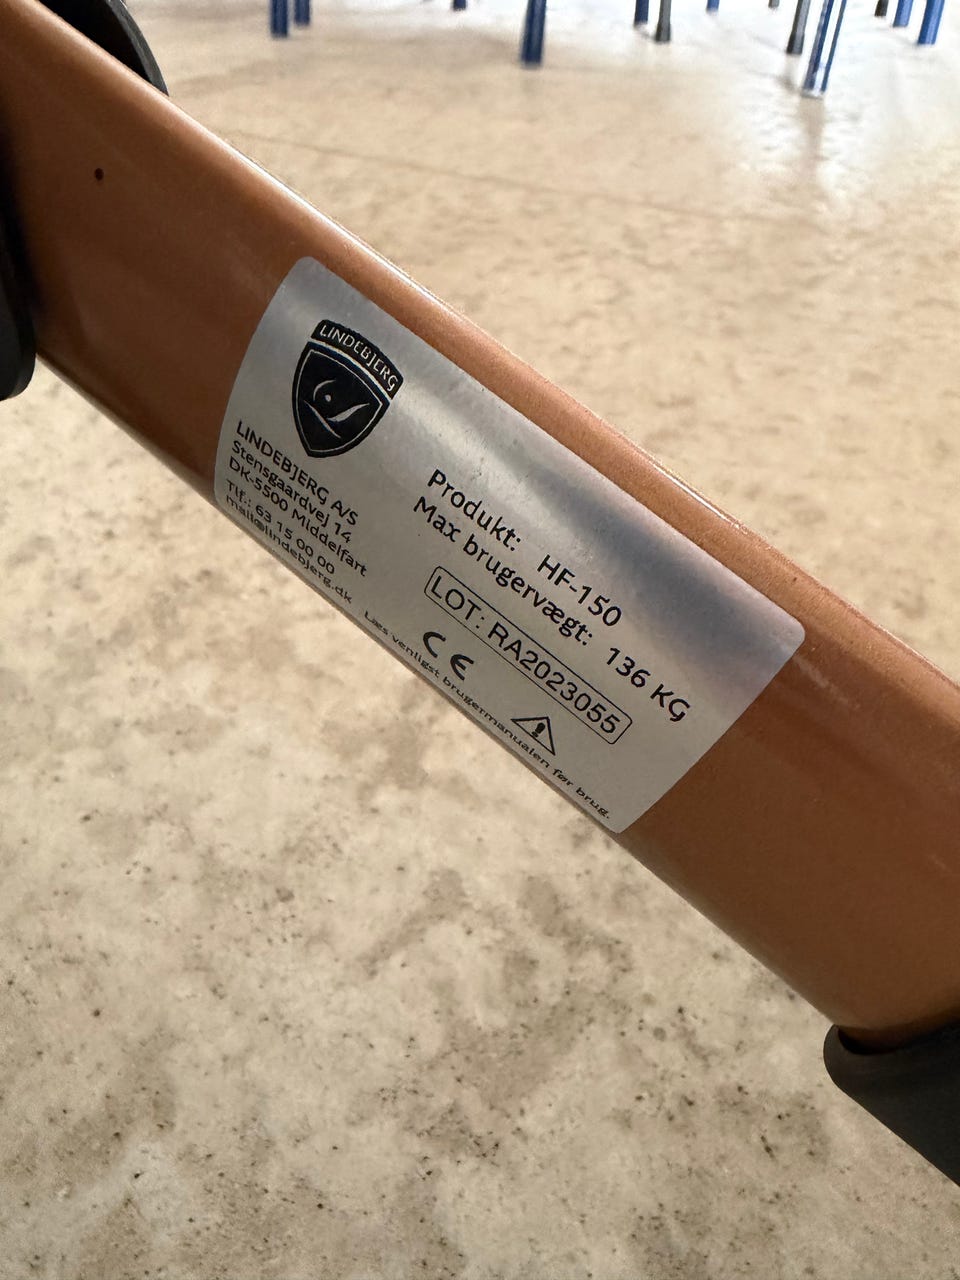 LINDEBJERG
LINDEBJERG A/S
Stensgaardvej 14
DK-5500 Middelfart
Tlf.: 63 15 00 00
mail@lindebjerg.dk
Produkt: HF-150
Max brugervægt: 136 KG
LOT: RA2023055
CE
Læs venligst brugermanualen før brug.